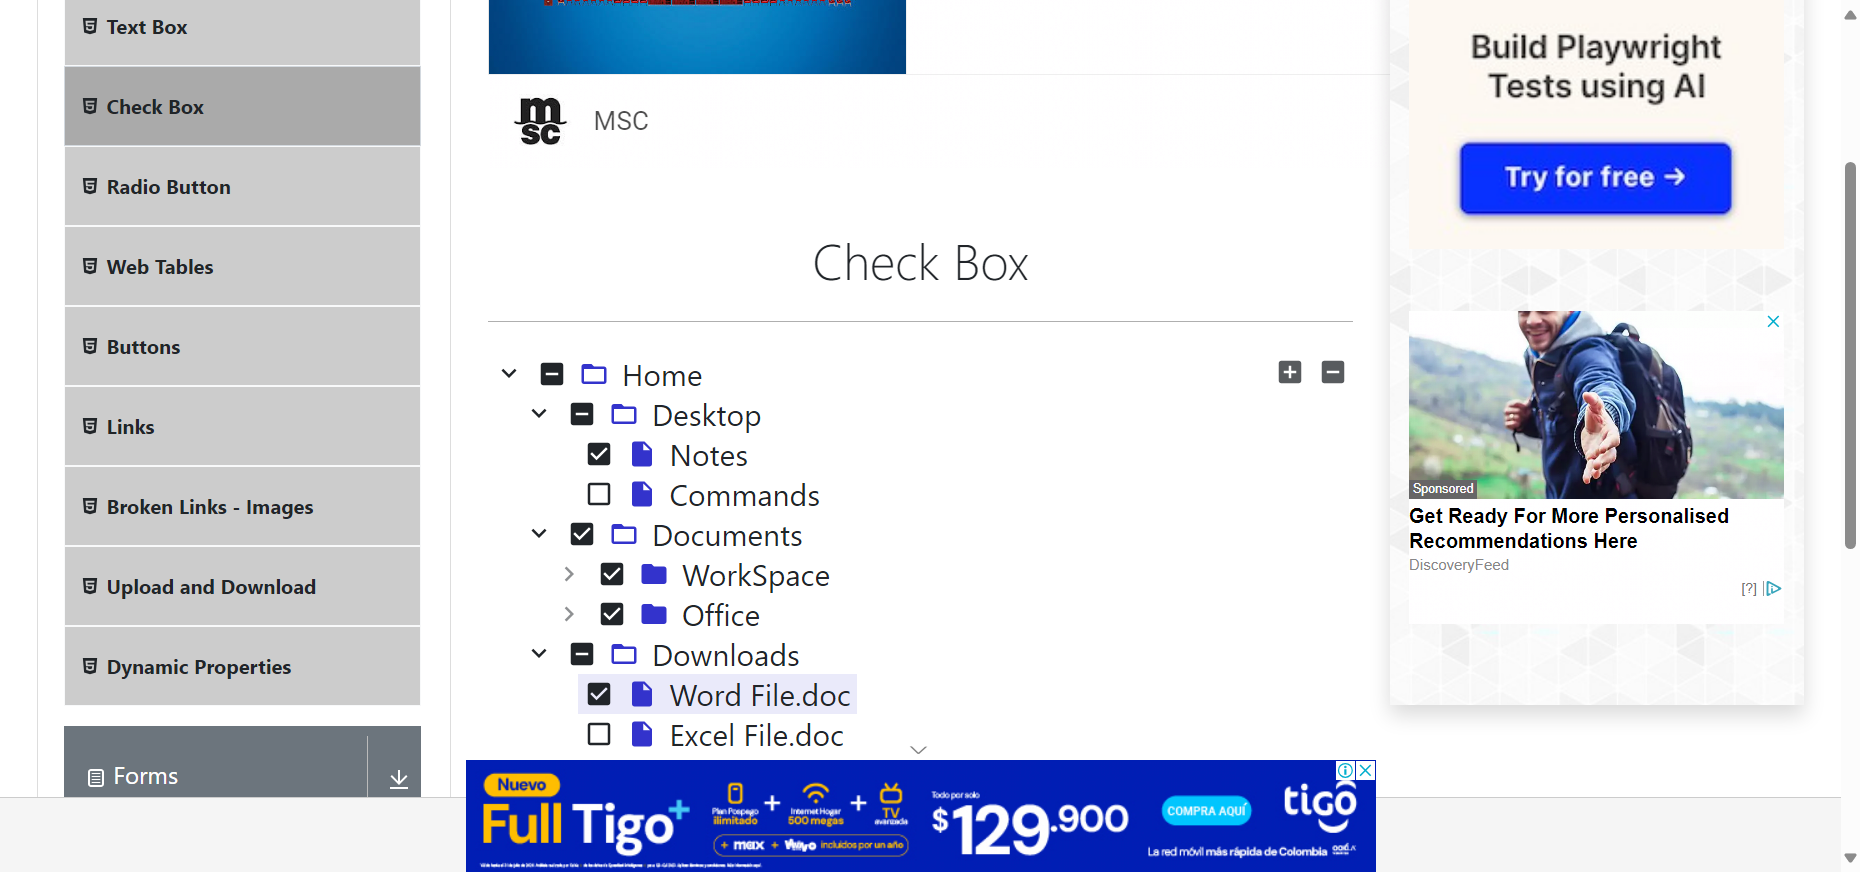 Text Box
Check Box
Radio Button
Web Tables
Buttons
Links
Broken Links - Images
Upload and Download
Dynamic Properties
Forms
msc
MSC
Check Box
Home
Desktop
Notes
Commands
Documents
WorkSpace
Office
Downloads
Word File.doc
Excel File.doc
Build Playwright
Tests using AI
Try for free →
Sponsored
Get Ready For More Personalised
Recommendations Here
DiscoveryFeed
[?]
Nuevo
Full Tigo+
Plan Pospago
ilimitado
+
Internet Hogar
500 megas
+
TV
avanzada
+ max +
incluidos por un año
Todo por solo
$129.900
COMPRA AQUÍ
tigo
La red móvil más rápida de Colombia